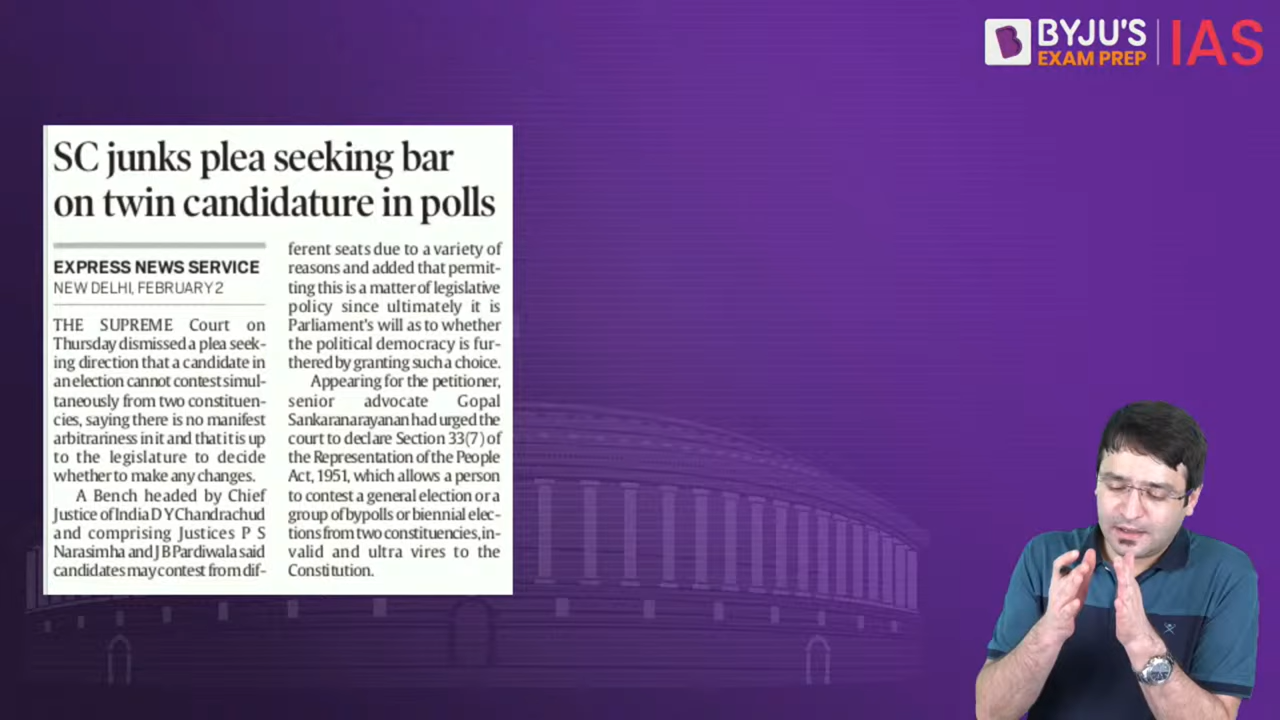 BYJU'S
EXAM PREP
IAS
SC junks plea seeking bar
on twin candidature in polls
EXPRESS NEWS SERVICE
NEW DELHI, FEBRUARY 2
THE SUPREME Court on
Thursday dismissed a plea seek-
ing direction that a candidate in
an election cannot contest simul-
taneously from two constituen-
cies, saying there is no manifest
arbitrariness in it and that it is up
to the legislature to decide
whether to make any changes.
A Bench headed by Chief
Justice of India D Y Chandrachud
and comprising Justices P S
Narasimha and J B Pardiwala said
candidates may contest from dif-
ferent seats due to a variety of
reasons and added that permit-
ting this is a matter of legislative
policy since ultimately it is
Parliament's will as to whether
the political democracy is fur-
thered by granting such a choice.
Appearing for the petitioner,
senior advocate Gopal
Sankaranarayanan had urged the
court to declare Section 33(7) of
the Representation of the People
Act, 1951, which allows a person
to contest a general election or a
group of bypolls or biennial elec-
tions from two constituencies, in-
valid and ultra vires to the
Constitution.